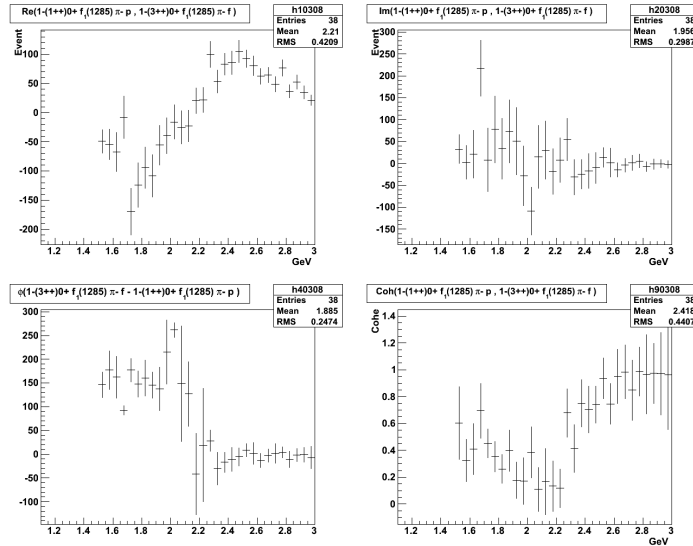 Re(1-(1++)0+ f1(1285) π- p , 1-(3++)0+ f1(1285) π- f )
h10308
Entries 38
Mean 2.21
RMS 0.4209
Event
100
50
0
-50
-100
-150
-200
1.2 1.4 1.6 1.8 2 2.2 2.4 2.6 2.8 3
GeV
Im(1-(1++)0+ f1(1285) π- p , 1-(3++)0+ f1(1285) π- f )
h20308
Entries 38
Mean 1.956
RMS 0.2987
Event
300
250
200
150
100
50
0
-50
-100
-150
1.2 1.4 1.6 1.8 2 2.2 2.4 2.6 2.8 3
GeV
φ(1-(3++)0+ f1(1285) π- f - 1-(1++)0+ f1(1285) π- p )
h40308
Entries 38
Mean 1.885
RMS 0.2474
300
250
200
150
100
50
0
-50
-100
1.2 1.4 1.6 1.8 2 2.2 2.4 2.6 2.8 3
Coh(1-(1++)0+ f1(1285) π- p , 1-(3++)0+ f1(1285) π- f )
h90308
Entries 38
Mean 2.418
RMS 0.4407
Cohe
1.4
1.2
1
0.8
0.6
0.4
0.2
0
1.2 1.4 1.6 1.8 2 2.2 2.4 2.6 2.8 3
GeV